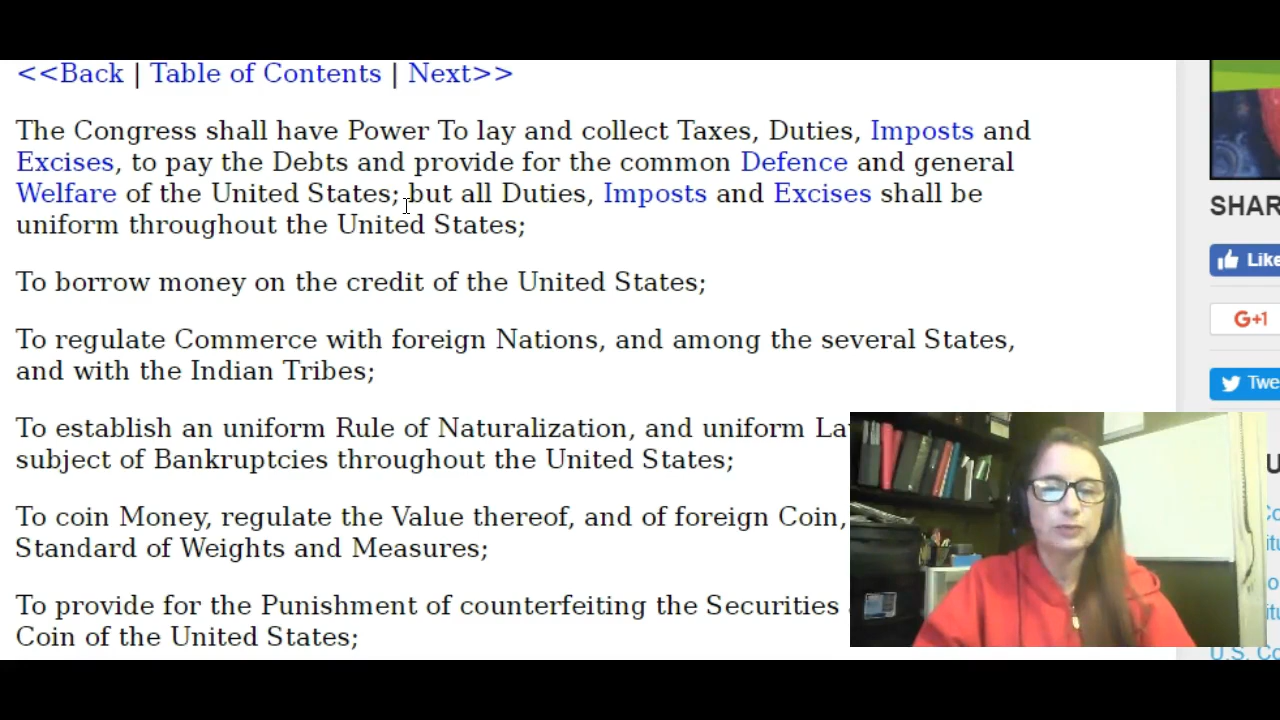 <<Back | Table of Contents | Next>>
The Congress shall have Power To lay and collect Taxes, Duties, Imposts and
Excises, to pay the Debts and provide for the common Defence and general
Welfare of the United States; but all Duties, Imposts and Excises shall be
uniform throughout the United States;
To borrow money on the credit of the United States;
To regulate Commerce with foreign Nations, and among the several States,
and with the Indian Tribes;
To establish an uniform Rule of Naturalization, and uniform
subject of Bankruptcies throughout the United States;
To coin Money, regulate the Value thereof, and of foreign Coin,
Standard of Weights and Measures;
To provide for the Punishment of counterfeiting the Securities
Coin of the United States;
SHAR
Like
G+1
Twe
U.S. Co